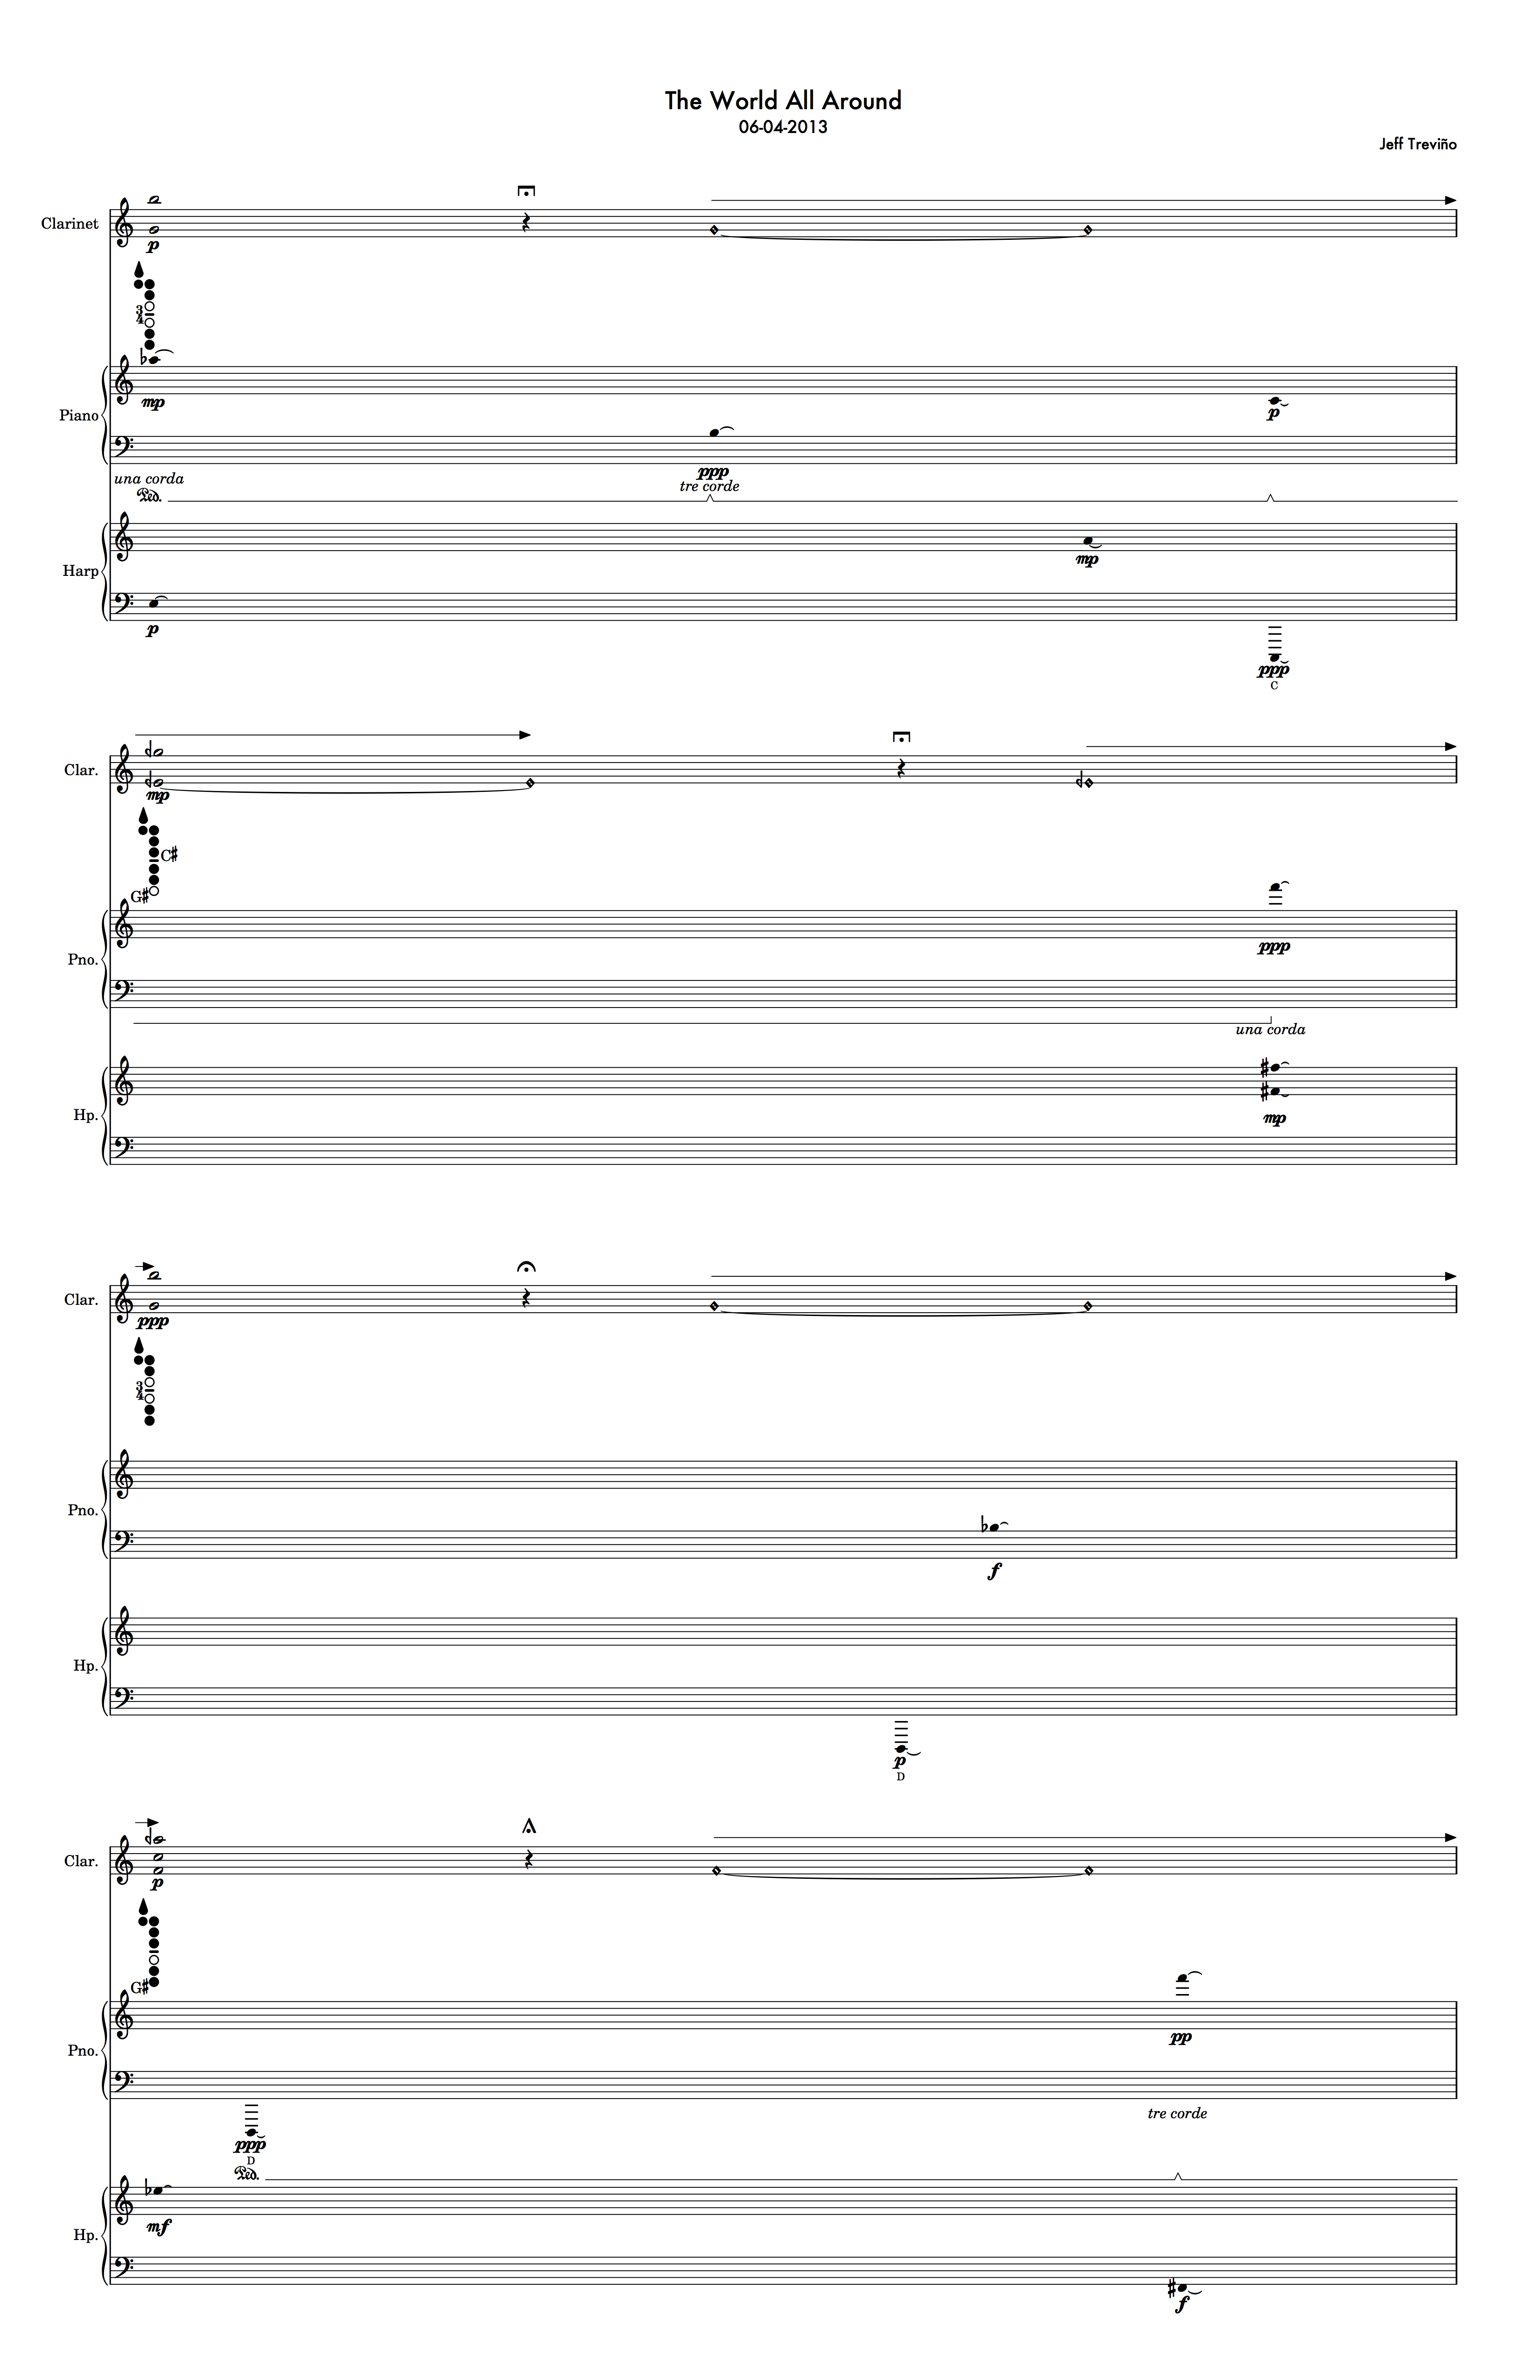 The World All Around
06-04-2013
Jeff Treviño
Clarinet
p
3
4
mp
p
Piano
ppp
una corda
tre corde
Ped.
mp
Harp
p
ppp
C
Clar.
mp
C♯
G♯
ppp
Pno.
una corda
mp
Hp.
Clar.
ppp
3
4
Pno.
f
Hp.
p
D
Clar.
p
G♯
pp
Pno.
tre corde
ppp
D
Ped.
mf
Hp.
f